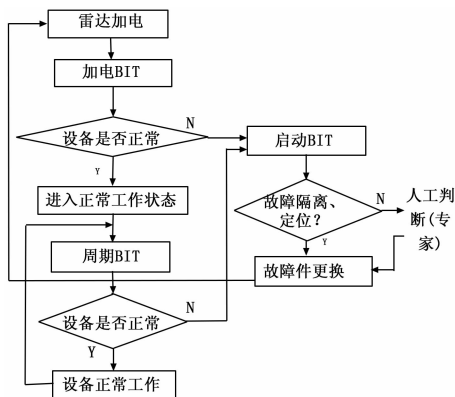 雷达加电
加电BIT
设备是否正常
N
Y
启动BIT
进入正常工作状态
故障隔离、
定位？
N
Y
人工判
断(专
家)
周期BIT
故障件更换
设备是否正常
N
Y
设备正常工作